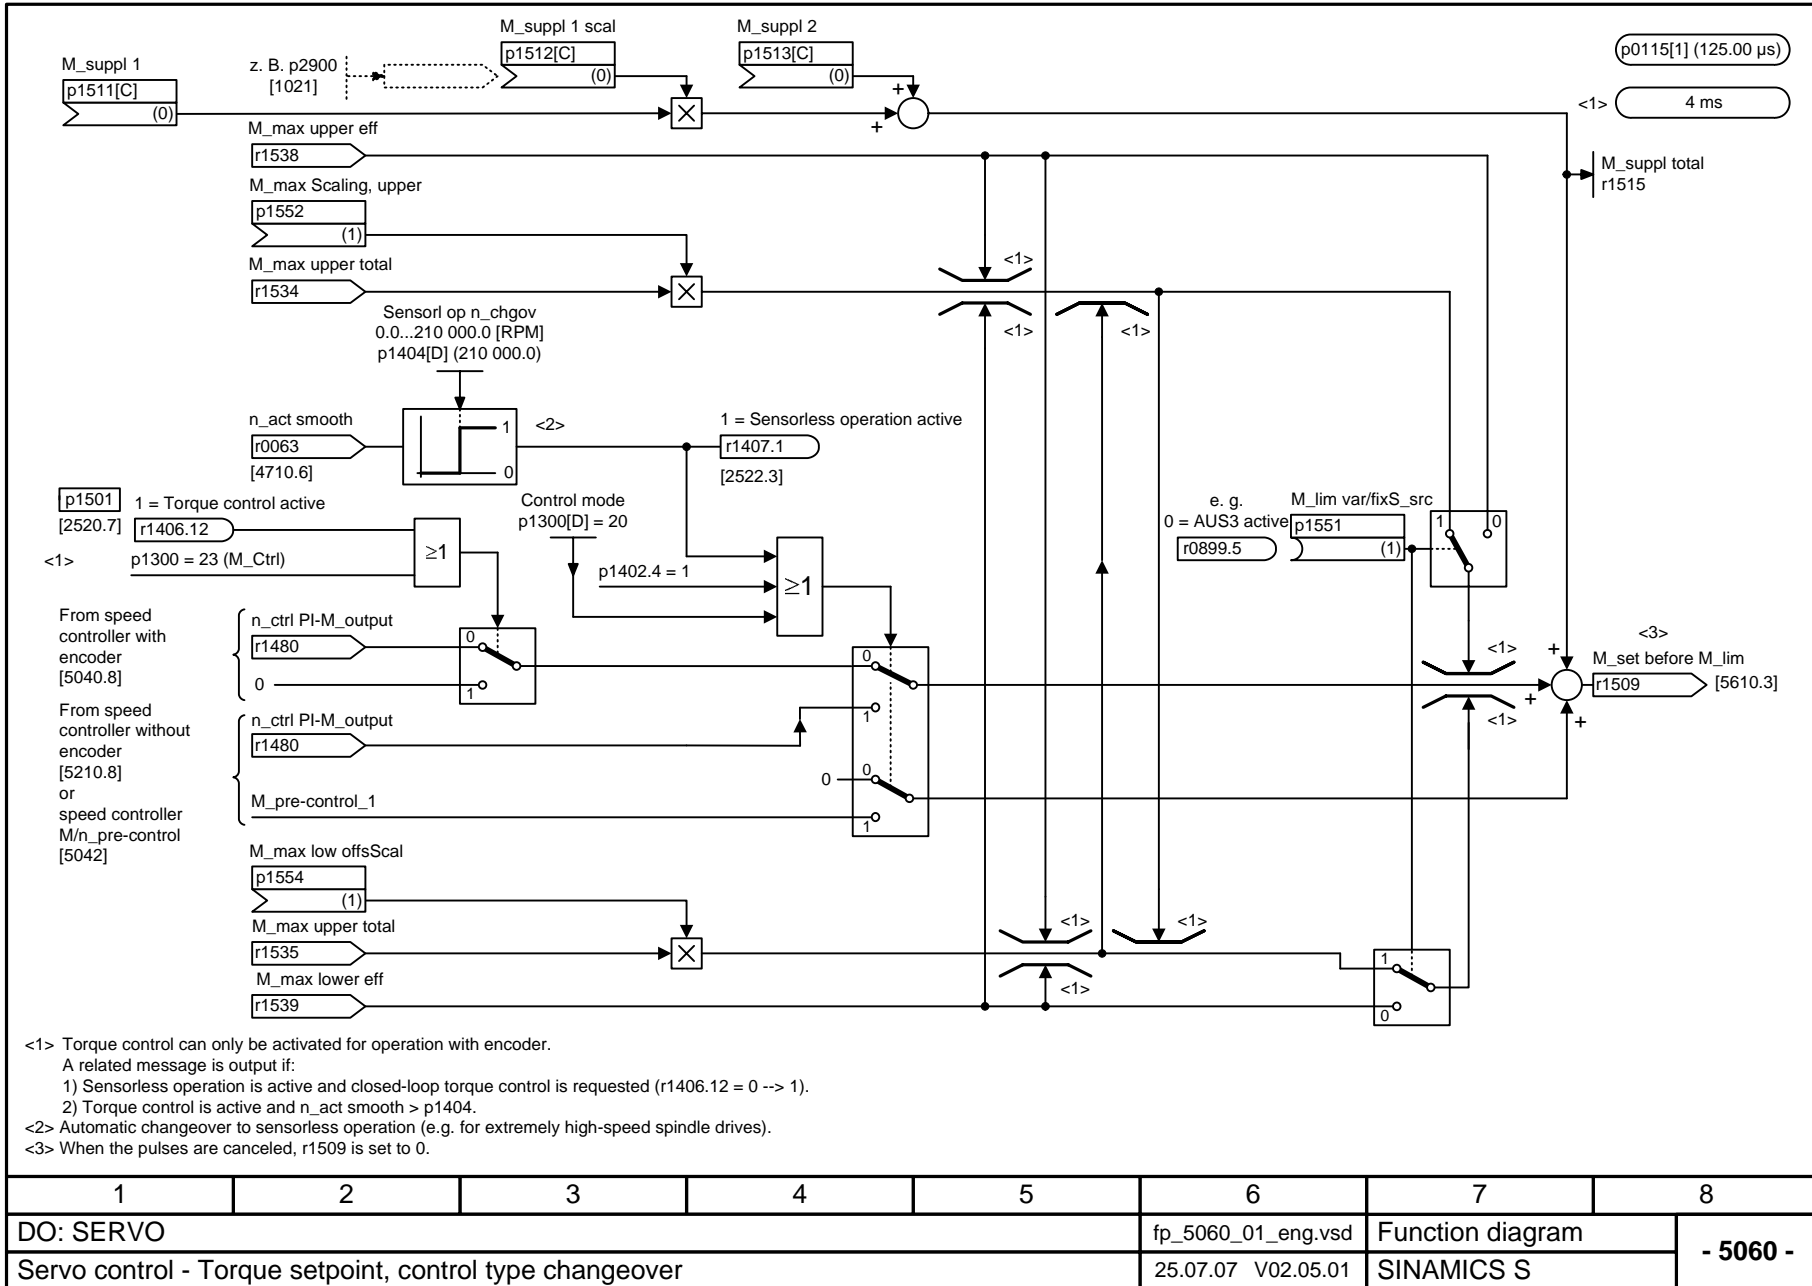 M_suppl 1
p1511[C]
(0)
z. B. p2900
[1021]
M_suppl 1 scal
p1512[C]
(0)
M_suppl 2
p1513[C]
(0)
+
+
p0115[1] (125.00 µs)
<1>
4 ms
M_suppl total
r1515
M_max upper eff
r1538
M_max Scaling, upper
p1552
(1)
M_max upper total
r1534
<1>
<1>
<1>
Sensorl op n_chgov
0.0...210 000.0 [RPM]
p1404[D] (210 000.0)
n_act smooth
r0063
[4710.6]
1
0
<2>
1 = Sensorless operation active
r1407.1
[2522.3]
p1501
[2520.7]
1 = Torque control active
r1406.12
<1>
p1300 = 23 (M_Ctrl)
≥1
Control mode
p1300[D] = 20
p1402.4 = 1
≥1
e. g.
0 = AUS3 active
r0899.5
M_lim var/fixS_src
p1551
(1)
1
0
From speed
controller with
encoder
[5040.8]
n_ctrl PI-M_output
r1480
0
0
1
From speed
controller without
encoder
[5210.8]
or
speed controller
M/n_pre-control
[5042]
n_ctrl PI-M_output
r1480
M_pre-control_1
0
1
0
0
1
<1>
<1>
+
+
+
<3>
M_set before M_lim
r1509
[5610.3]
M_max low offsScal
p1554
(1)
M_max upper total
r1535
M_max lower eff
r1539
<1>
<1>
<1>
1
0
<1> Torque control can only be activated for operation with encoder.
A related message is output if:
1) Sensorless operation is active and closed-loop torque control is requested (r1406.12 = 0 --> 1).
2) Torque control is active and n_act smooth > p1404.
<2> Automatic changeover to sensorless operation (e.g. for extremely high-speed spindle drives).
<3> When the pulses are canceled, r1509 is set to 0.
1 2 3 4 5 6 7 8
DO: SERVO
fp_5060_01_eng.vsd
Function diagram
- 5060 -
Servo control - Torque setpoint, control type changeover
25.07.07 V02.05.01
SINAMICS S